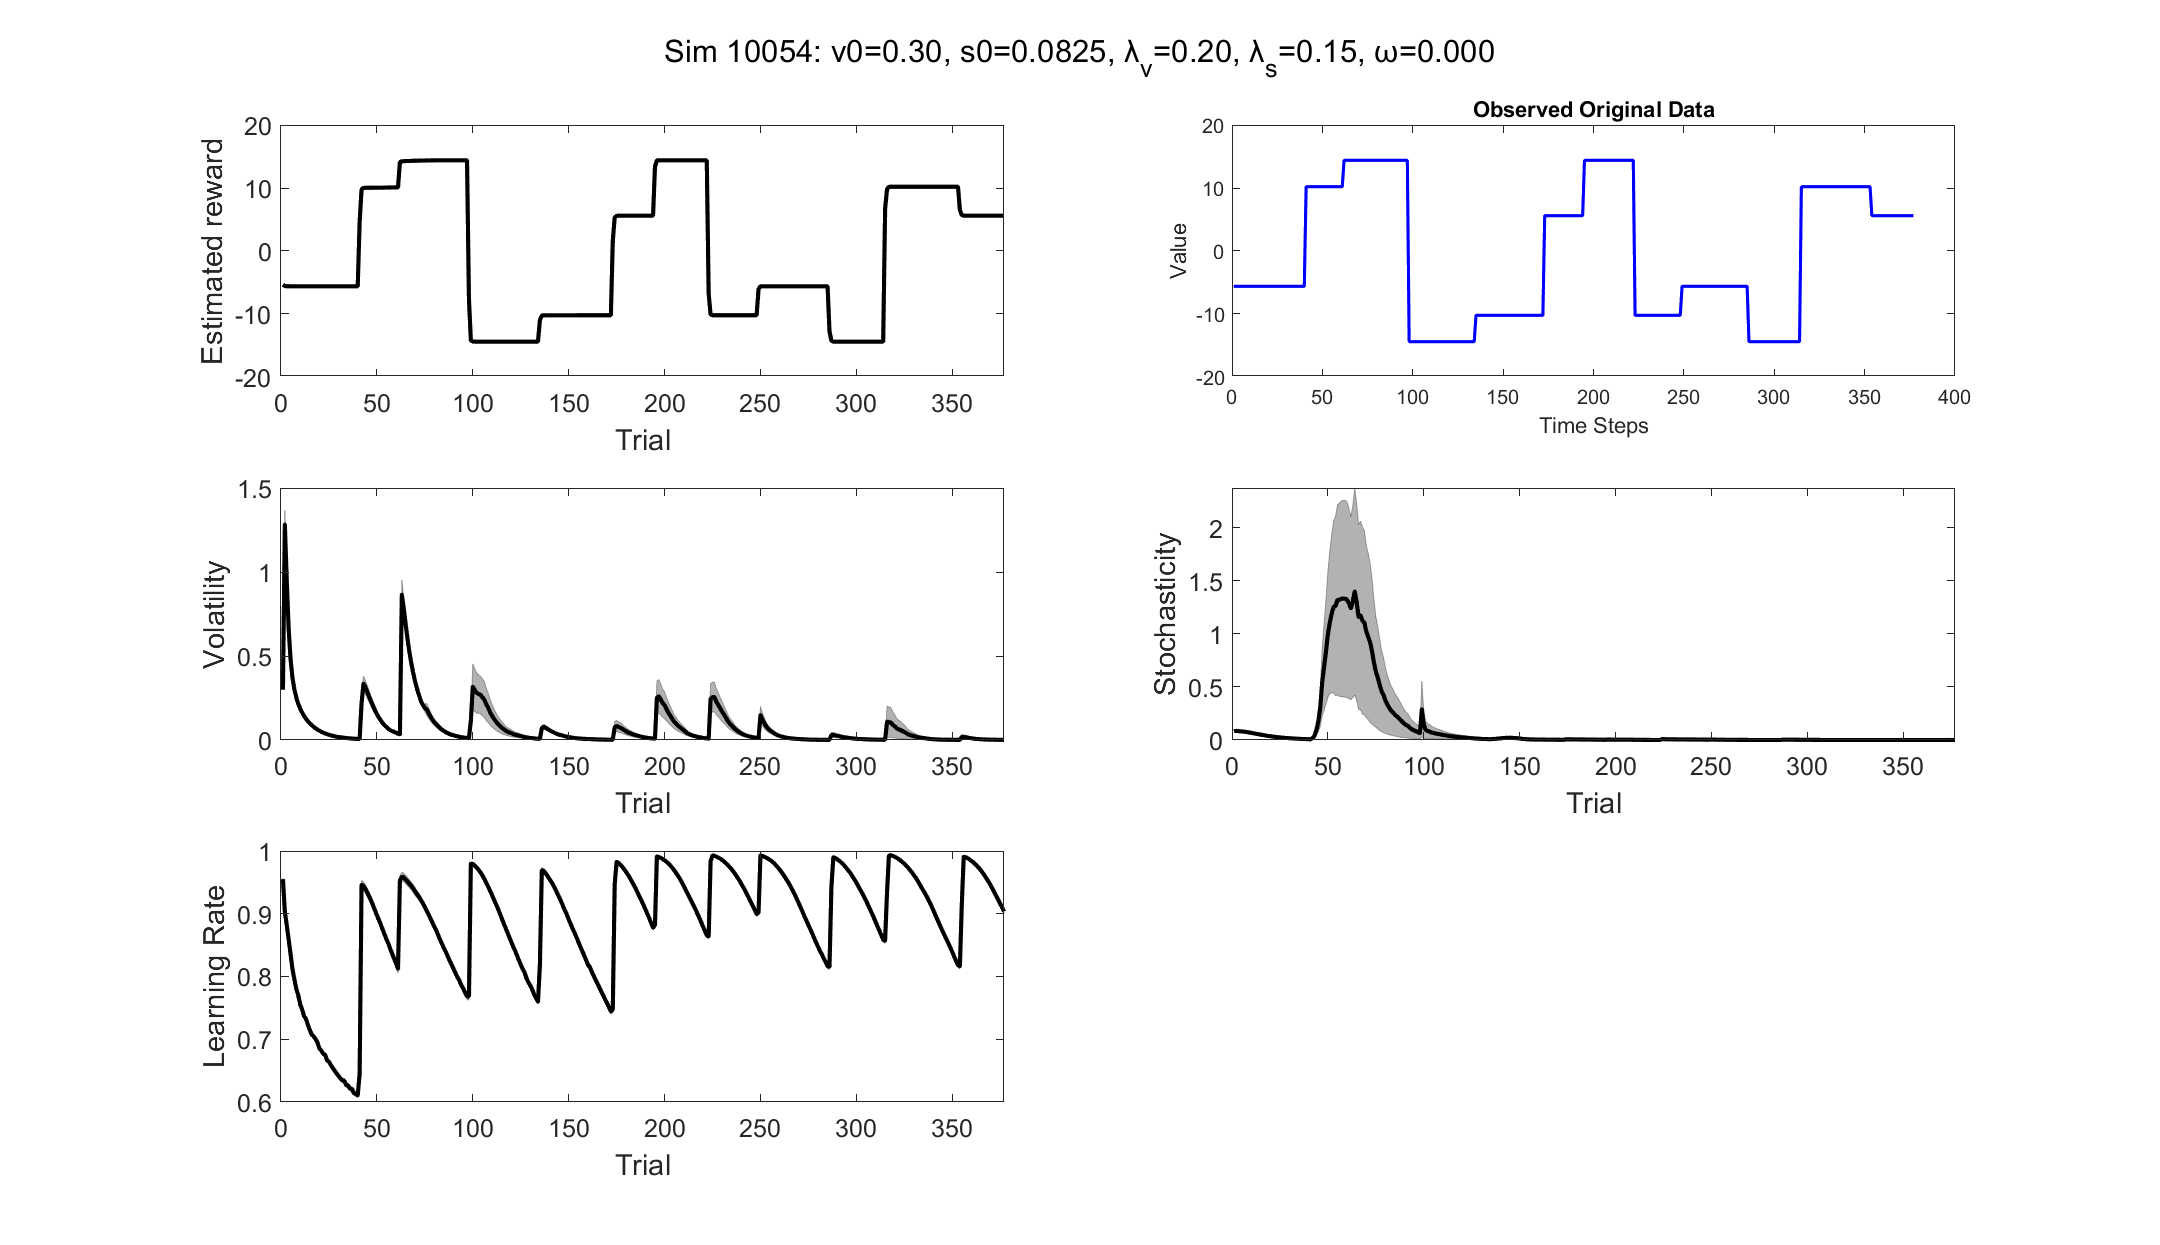 Sim 10054: v0=0.30, s0=0.0825, λ_v=0.20, λ_s=0.15, ω=0.000
Estimated reward
20
10
0
-10
-20
0 50 100 150 200 250 300 350
Trial
Observed Original Data
Value
20
10
0
-10
-20
0 50 100 150 200 250 300 350 400
Time Steps
Volatility
1.5
1
0.5
0
0 50 100 150 200 250 300 350
Trial
Stochasticity
2
1.5
1
0.5
0
0 50 100 150 200 250 300 350
Trial
Learning Rate
1
0.9
0.8
0.7
0.6
0 50 100 150 200 250 300 350
Trial